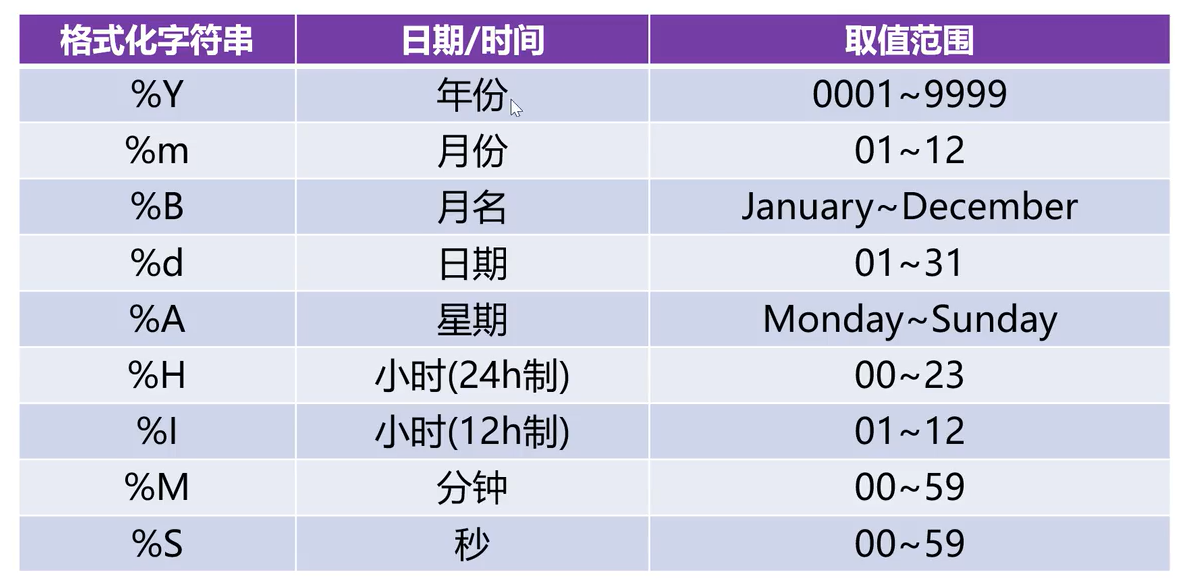 格式化字符串 日期/时间 取值范围
%Y 年份 0001~9999
%m 月份 01~12
%B 月名 January~December
%d 日期 01~31
%A 星期 Monday~Sunday
%H 小时(24h制) 00~23
%I 小时(12h制) 01~12
%M 分钟 00~59
%S 秒 00~59